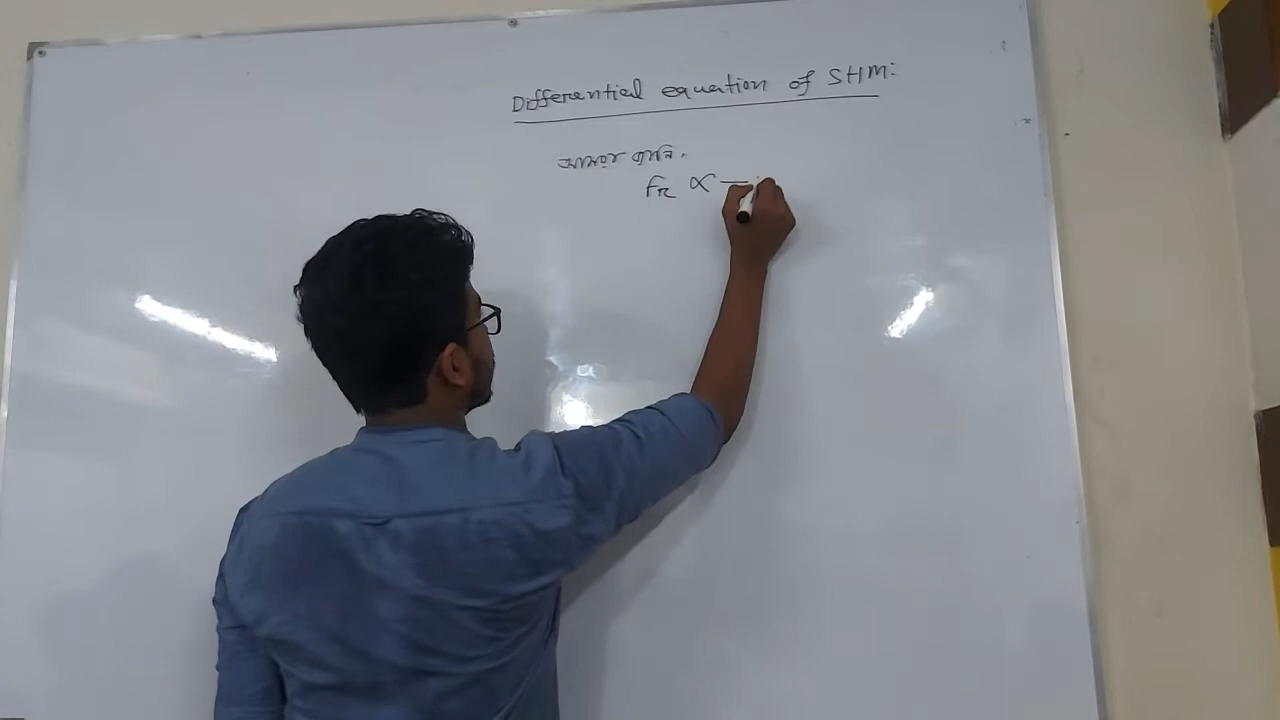 Differential equation of SHM:
আমরা জানি,
Fr ∝ —